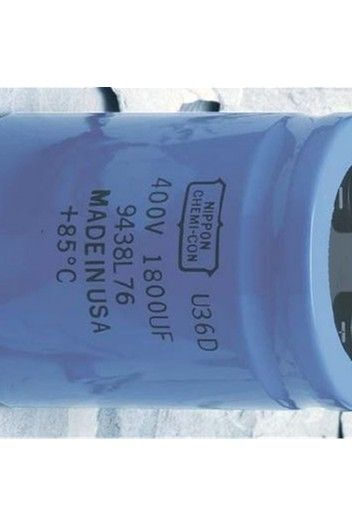 NIPPON
CHEMI-CON
U36D
400V 1800UF
9438L76
MADE IN USA
+85°C